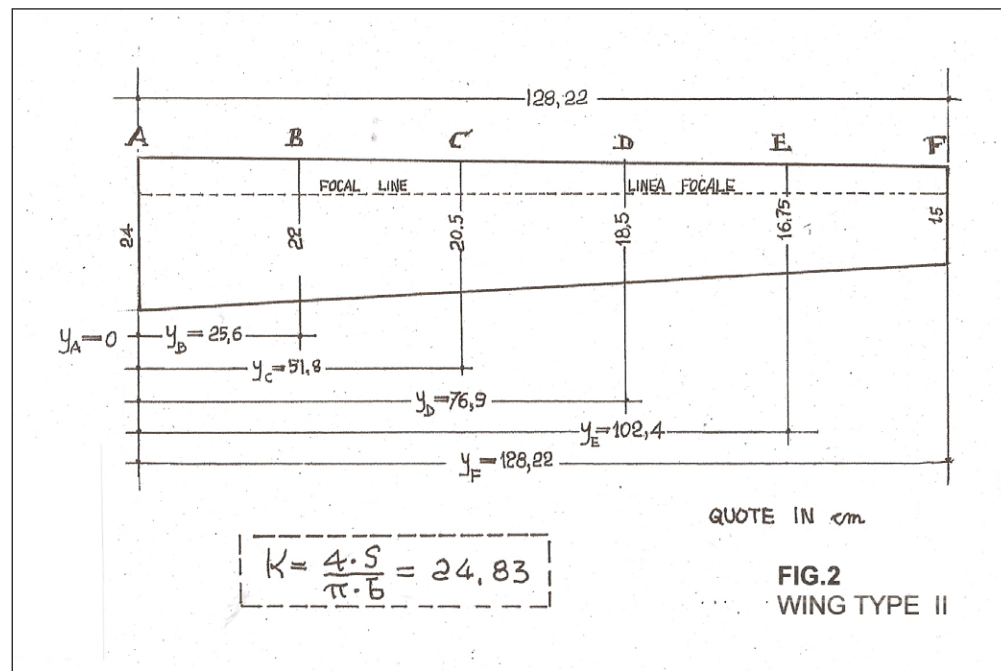 128,22
A B C D E F
FOCAL LINE LINEA FOCALE
24 22 20.5 18,5 16.75 15
y_A=0 y_B=25,6
y_C=51,8
y_D=76,9
y_E=102,4
y_F=128,22
QUOTE IN cm
K= 4·S / π·b = 24,83
FIG.2
WING TYPE II